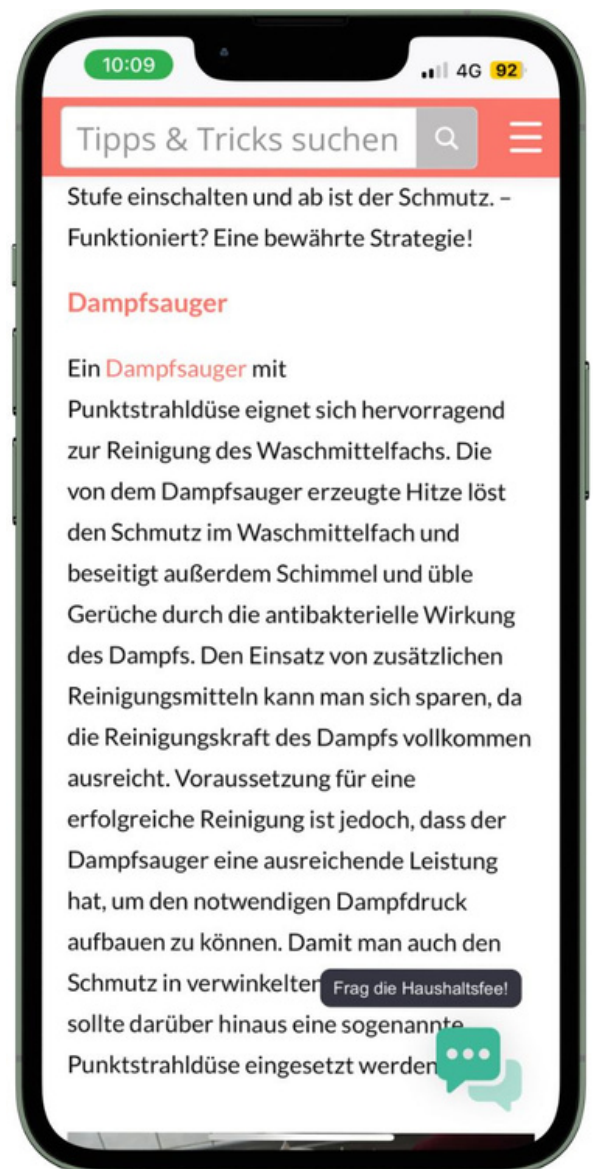 10:09
4G 92
Tipps & Tricks suchen
Stufe einschalten und ab ist der Schmutz. –
Funktioniert? Eine bewährte Strategie!
Dampfsauger
Ein Dampfsauger mit
Punktstrahldüse eignet sich hervorragend
zur Reinigung des Waschmittelfachs. Die
von dem Dampfsauger erzeugte Hitze löst
den Schmutz im Waschmittelfach und
beseitigt außerdem Schimmel und üble
Gerüche durch die antibakterielle Wirkung
des Dampfs. Den Einsatz von zusätzlichen
Reinigungsmitteln kann man sich sparen, da
die Reinigungskraft des Dampfs vollkommen
ausreicht. Voraussetzung für eine
erfolgreiche Reinigung ist jedoch, dass der
Dampfsauger eine ausreichende Leistung
hat, um den notwendigen Dampfdruck
aufbauen zu können. Damit man auch den
Schmutz in verwinkelten
Frag die Haushaltsfee!
sollte darüber hinaus eine sogenannte
Punktstrahldüse eingesetzt werden